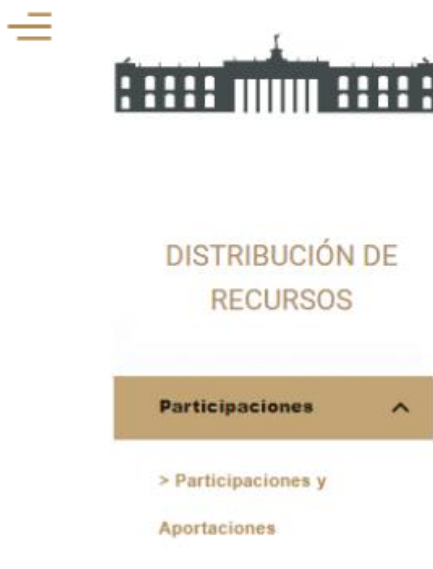 DISTRIBUCIÓN DE
RECURSOS
Participaciones
> Participaciones y
Aportaciones